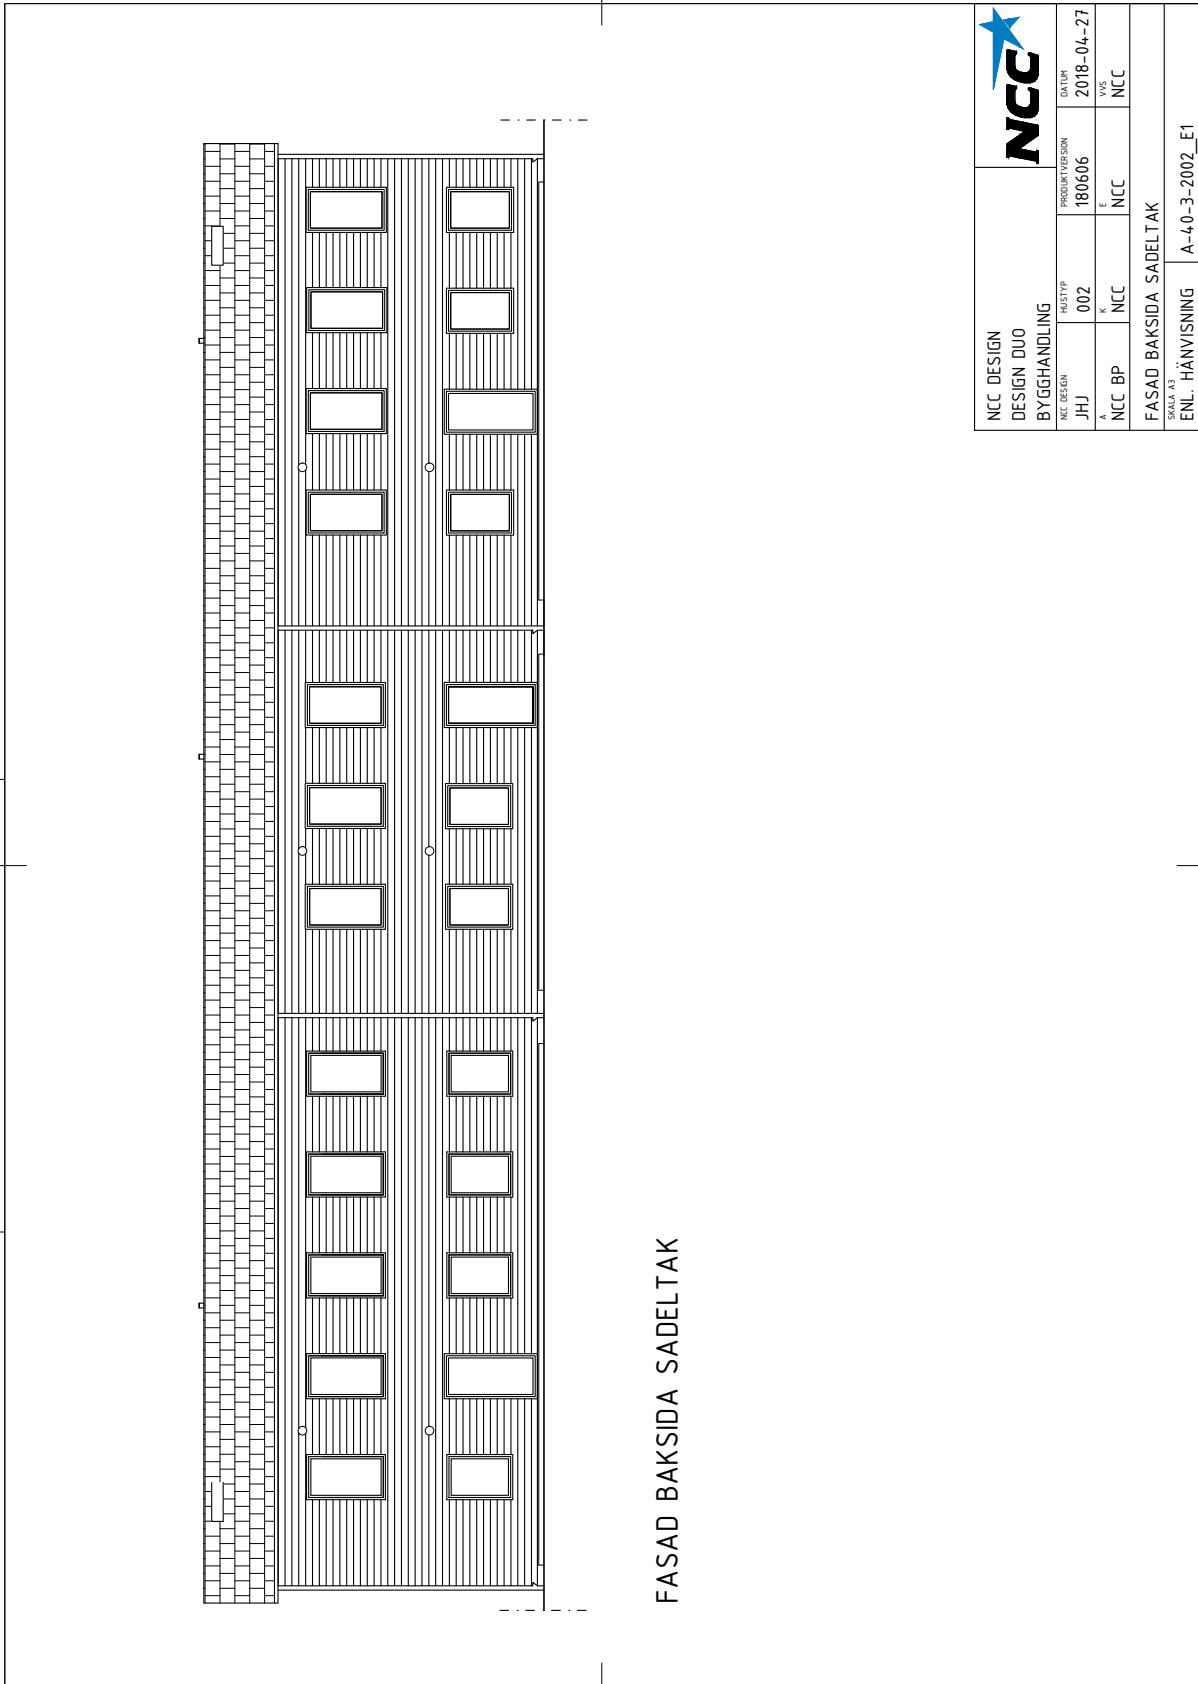 FASAD BAKSIDA SADELTAK
NCC
NCC DESIGN
DESIGN DUO
BYGGHANDLING
NCC DESIGN HUSTYP PRODUKTVERSION DATUM
JHJ 002 180606 2018-04-27
A K E VVS
NCC BP NCC NCC NCC
FASAD BAKSIDA SADELTAK
SKALA A3
ENL. HÄNVISNING A-40-3-2002_E1